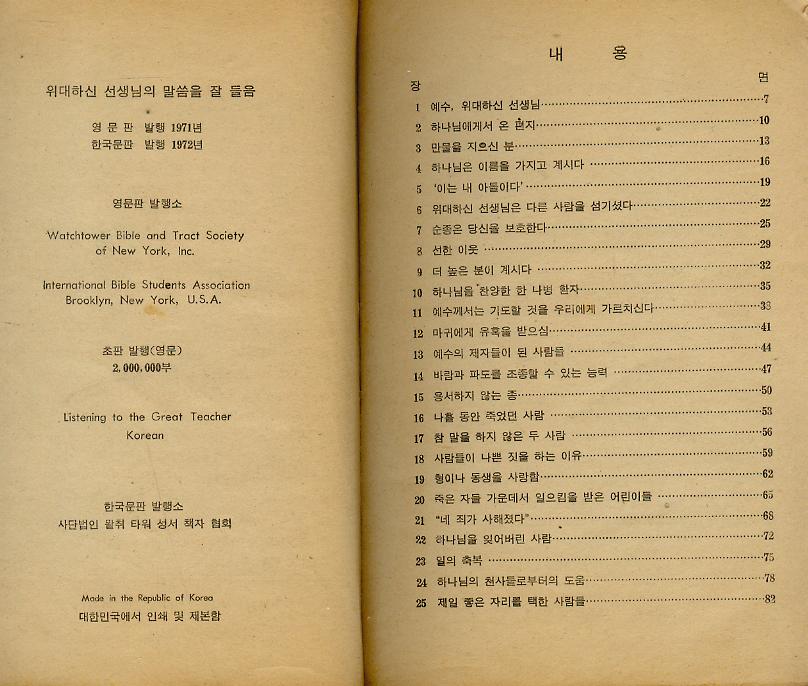 위대하신 선생님의 말씀을 잘 들음
영 문 판 발행 1971년
한국문판 발행 1972년
영문판 발행소
Watchtower Bible and Tract Society
of New York, Inc.
International Bible Students Association
Brooklyn, New York, U.S.A.
초판 발행(영문)
2,000,000부
Listening to the Great Teacher
Korean
한국문판 발행소
사단법인 왙취 타워 성서 책자 협회
Made in the Republic of Korea
대한민국에서 인쇄 및 제본함
내 용
장 면
1 예수, 위대하신 선생님 7
2 하나님에게서 온 편지 10
3 만물을 지으신 분 13
4 하나님은 이름을 가지고 계시다 16
5 '이는 내 아들이다' 19
6 위대하신 선생님은 다른 사람을 섬기셨다 22
7 순종은 당신을 보호한다 25
8 선한 이웃 29
9 더 높은 분이 계시다 32
10 하나님을 찬양한 한 나병 환자 35
11 예수께서는 기도할 것을 우리에게 가르치신다 38
12 마귀에게 유혹을 받으심 41
13 예수의 제자들이 된 사람들 44
14 바람과 파도를 조종할 수 있는 능력 47
15 용서하지 않는 종 50
16 나흘 동안 죽었던 사람 53
17 참 말을 하지 않은 두 사람 56
18 사람들이 나쁜 짓을 하는 이유 59
19 형이나 동생을 사랑함 62
20 죽은 자들 가운데서 일으킴을 받은 어린이들 65
21 "네 죄가 사해졌다" 68
22 하나님을 잊어버린 사람 72
23 일의 축복 75
24 하나님의 천사들로부터의 도움 78
25 제일 좋은 자리를 택한 사람들 82